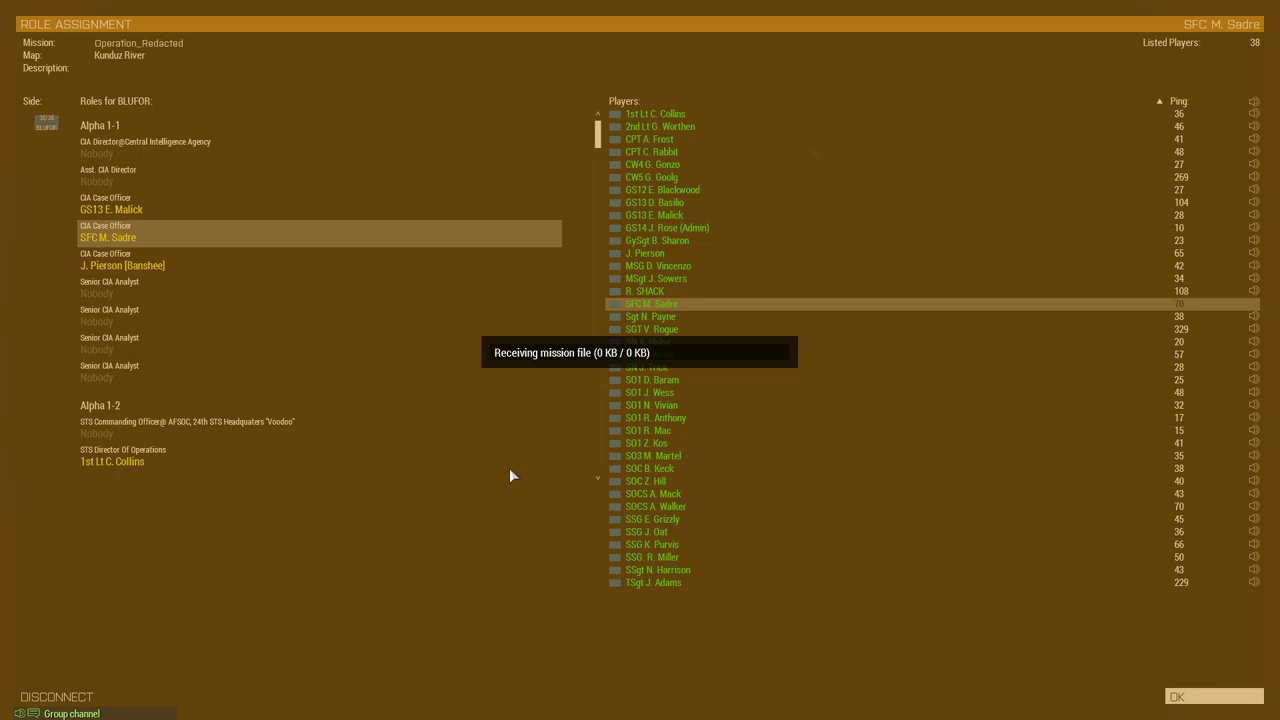 ROLE ASSIGNMENT SFC M. Sadre
Mission: Operation_Redacted Listed Players: 38
Map: Kunduz River
Description:
Side: Roles for BLUFOR:
BLUFOR
Alpha 1-1
CIA Director@Central Intelligence Agency
Nobody
Asst. CIA Director
Nobody
CIA Case Officer
GS13 E. Malick
CIA Case Officer
SFC M. Sadre
CIA Case Officer
J. Pierson [Banshee]
Senior CIA Analyst
Nobody
Senior CIA Analyst
Nobody
Senior CIA Analyst
Nobody
Senior CIA Analyst
Nobody
Alpha 1-2
STS Commanding Officer@ AFSOC, 24th STS Headquaters "Voodoo"
Nobody
STS Director Of Operations
1st Lt C. Collins
Players: Ping:
1st Lt C. Collins 36
2nd Lt G. Worthen 46
CPT A. Frost 41
CPT C. Rabbit 48
CW4 G. Gonzo 27
CW5 G. Goolg 269
GS12 E. Blackwood 27
GS13 D. Basilio 104
GS13 E. Malick 28
GS14 J. Rose (Admin) 10
GySgt B. Sharon 23
J. Pierson 65
MSG D. Vincenzo 42
MSgt J. Sowers 34
R. SHACK 108
SFC M. Sadre 70
Sgt N. Payne 38
SGT V. Rogue 329
20
57
28
SO1 D. Baram 25
SO1 J. Wess 48
SO1 N. Vivian 32
SO1 R. Anthony 17
SO1 R. Mac 15
SO1 Z. Kos 41
SO3 M. Martel 35
SOC B. Keck 38
SOC Z. Hill 40
SOCS A. Mack 43
SOCS A. Walker 70
SSG E. Grizzly 45
SSG J. Oat 36
SSG K. Purvis 66
SSG. R. Miller 50
SSgt N. Harrison 43
TSgt J. Adams 229
Receiving mission file (0 KB / 0 KB)
DISCONNECT OK
Group channel